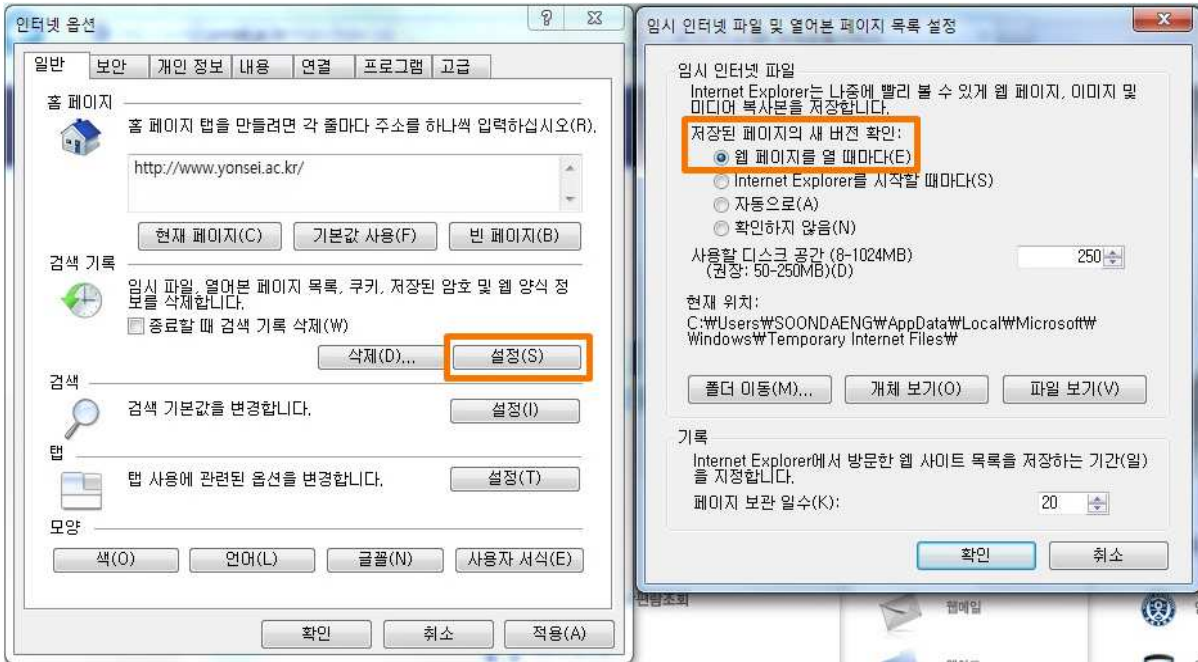 인터넷 옵션
일반 보안 개인 정보 내용 연결 프로그램 고급
홈 페이지
홈 페이지 탭을 만들려면 각 줄마다 주소를 하나씩 입력하십시오(R).
http://www.yonsei.ac.kr/
현재 페이지(C) 기본값 사용(F) 빈 페이지(B)
검색 기록
임시 파일, 열어본 페이지 목록, 쿠키, 저장된 암호 및 웹 양식 정
보를 삭제합니다.
종료할 때 검색 기록 삭제(W)
삭제(D)... 설정(S)
검색
검색 기본값을 변경합니다.
설정(I)
탭
탭 사용에 관련된 옵션을 변경합니다.
설정(T)
모양
색(O) 언어(L) 글꼴(N) 사용자 서식(E)
확인 취소 적용(A)
임시 인터넷 파일 및 열어본 페이지 목록 설정
임시 인터넷 파일
Internet Explorer는 나중에 빨리 볼 수 있게 웹 페이지, 이미지 및
미디어 복사본을 저장합니다.
저장된 페이지의 새 버전 확인:
웹 페이지를 열 때마다(E)
Internet Explorer를 시작할 때마다(S)
자동으로(A)
확인하지 않음(N)
사용할 디스크 공간 (8-1024MB)
(권장: 50-250MB)(D)
250
현재 위치:
C:₩Users₩SOONDAENG₩AppData₩Local₩Microsoft₩
Windows₩Temporary Internet Files₩
폴더 이동(M)... 개체 보기(O) 파일 보기(V)
기록
Internet Explorer에서 방문한 웹 사이트 목록을 저장하는 기간(일)
을 지정합니다.
페이지 보관 일수(K):
20
확인 취소
편람조회
웹메일